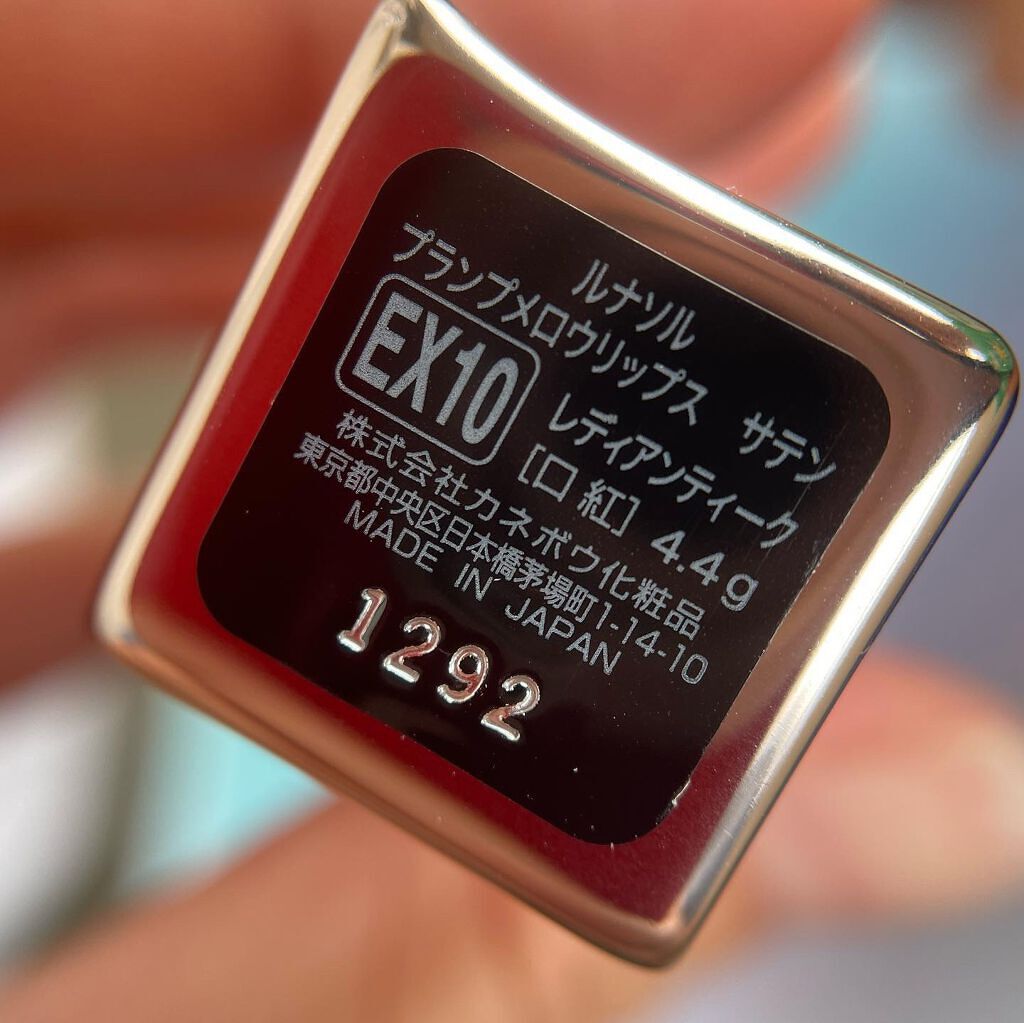 ルナソル
プランプメロウリップス サテン
EX10 レディアンティーク
[口紅] 4.4g
株式会社カネボウ化粧品
東京都中央区日本橋茅場町1-14-10
MADE IN JAPAN
1292